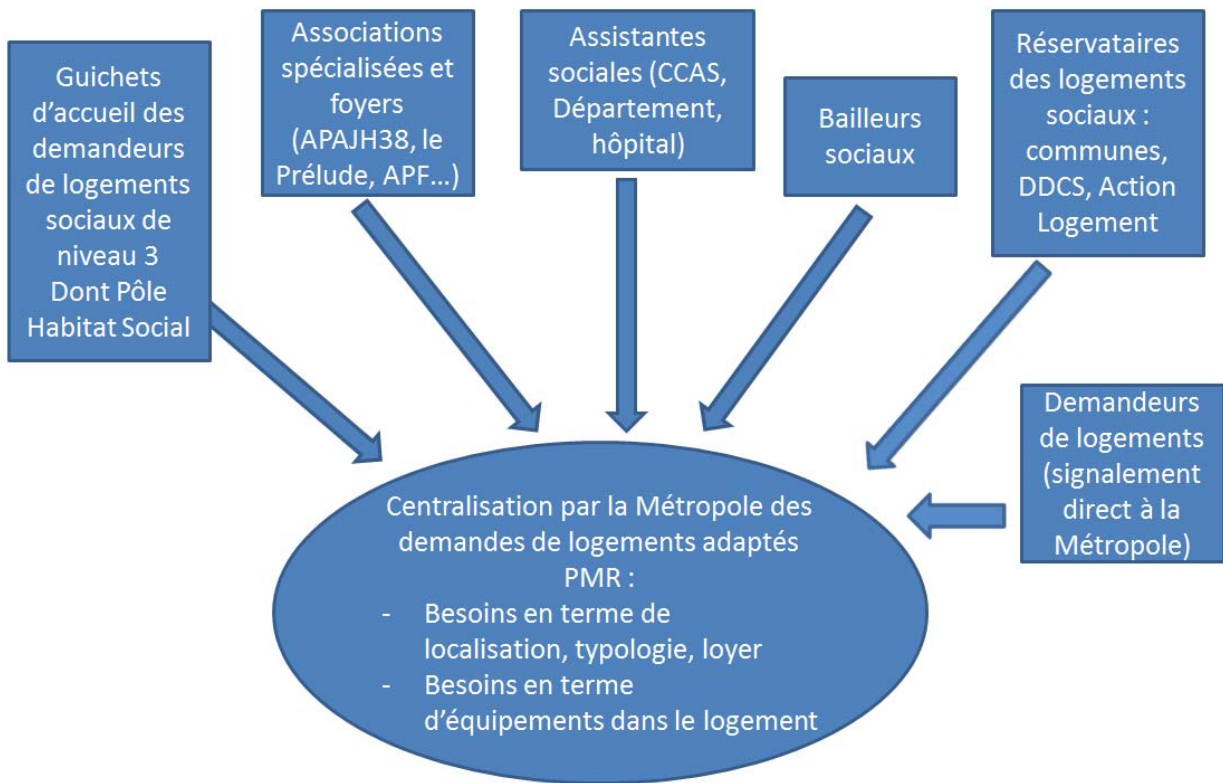 Guichets
d'accueil des
demandeurs
de logements
sociaux de
niveau 3
Dont Pôle
Habitat Social
Associations
spécialisées et
foyers
(APAJH38, le
Prélude, APF...)
Assistantes
sociales (CCAS,
Département,
hôpital)
Bailleurs
sociaux
Réservataires
des logements
sociaux :
communes,
DDCS, Action
Logement
Demandeurs
de logements
(signalement
direct à la
Métropole)
Centralisation par la Métropole des
demandes de logements adaptés
PMR :
- Besoins en terme de
localisation, typologie, loyer
- Besoins en terme
d'équipements dans le logement